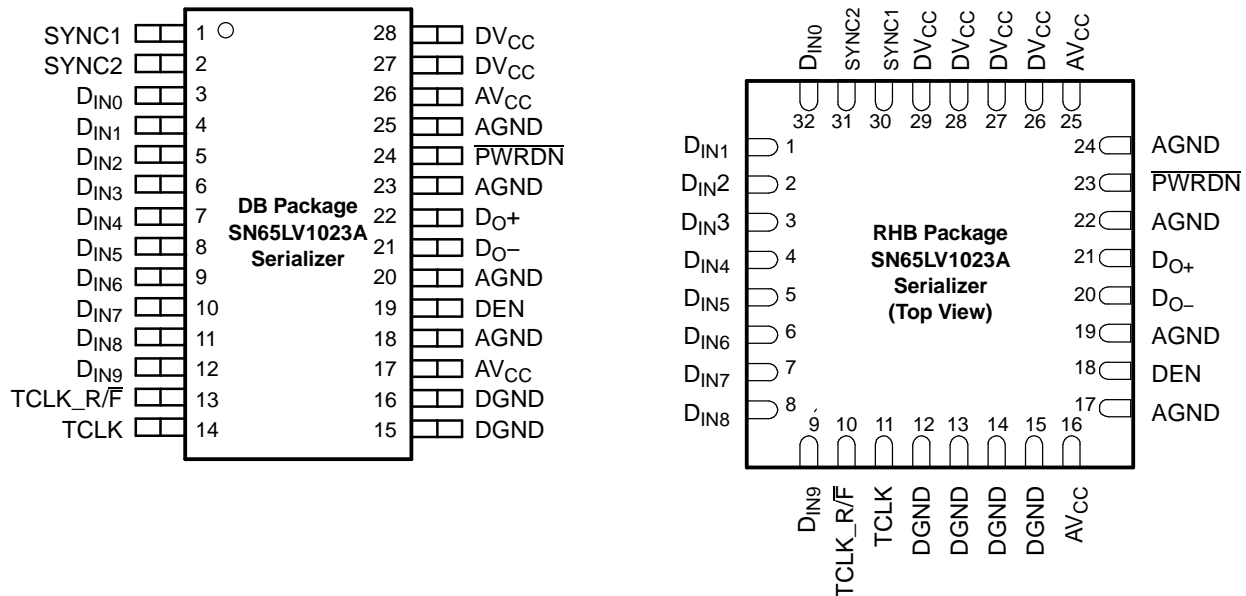 SYNC1 1 28 DVCC
SYNC2 2 27 DVCC
DIN0 3 26 AVCC
DIN1 4 25 AGND
DIN2 5 24 PWRDN
DIN3 6 23 AGND
DIN4 7 22 DO+
DIN5 8 21 DO–
DIN6 9 20 AGND
DIN7 10 19 DEN
DIN8 11 18 AGND
DIN9 12 17 AVCC
TCLK_R/F 13 16 DGND
TCLK 14 15 DGND
DB Package
SN65LV1023A
Serializer
DIN0 SYNC2 SYNC1 DVCC DVCC DVCC DVCC AVCC
32 31 30 29 28 27 26 25
DIN1 1 24 AGND
DIN2 2 23 PWRDN
DIN3 3 22 AGND
DIN4 4 21 DO+
DIN5 5 20 DO–
DIN6 6 19 AGND
DIN7 7 18 DEN
DIN8 8 17 AGND
RHB Package
SN65LV1023A
Serializer
(Top View)
9 10 11 12 13 14 15 16
DIN9 TCLK_R/F TCLK DGND DGND DGND DGND AVCC